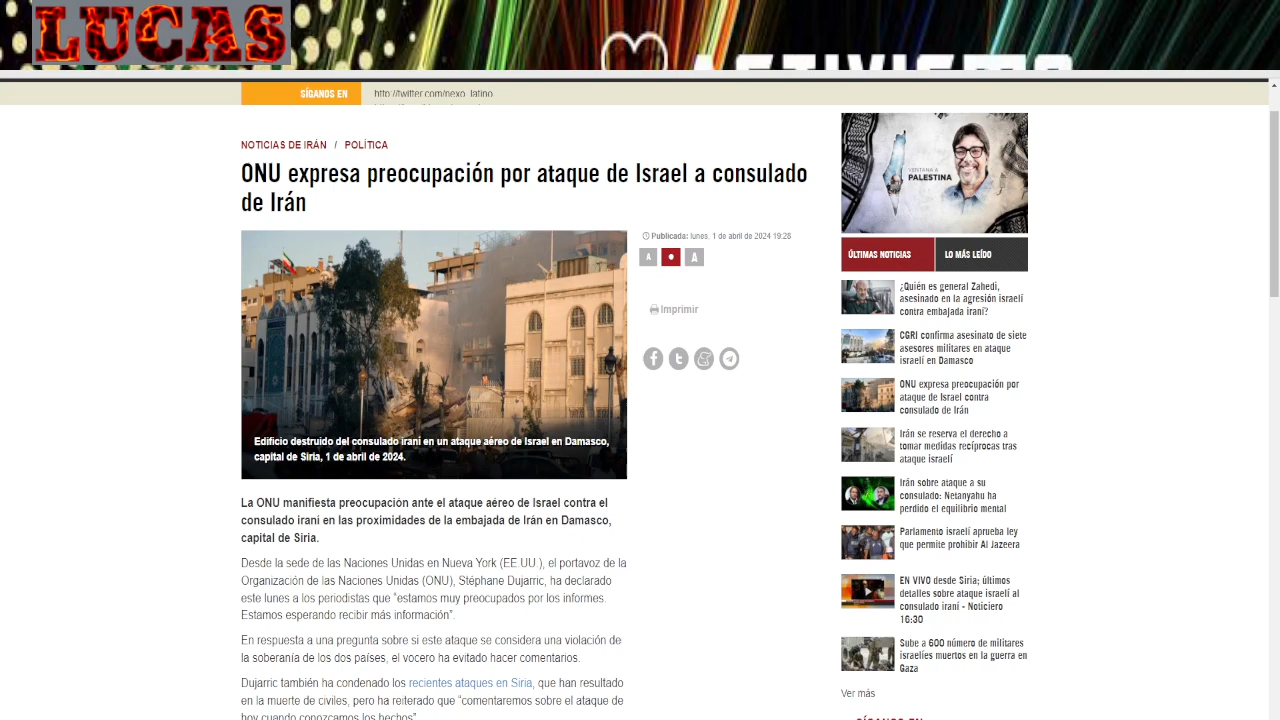 LUCAS
ACTIVISMO
SÍGANOS EN
http://twitter.com/nexo_latino
NOTICIAS DE IRÁN / POLÍTICA
ONU expresa preocupación por ataque de Israel a consulado
de Irán
Publicada: lunes, 1 de abril de 2024 19:28
A
A
Imprimir
Edificio destruido del consulado iraní en un ataque aéreo de Israel en Damasco,
capital de Siria, 1 de abril de 2024.
La ONU manifiesta preocupación ante el ataque aéreo de Israel contra el
consulado iraní en las proximidades de la embajada de Irán en Damasco,
capital de Siria.
Desde la sede de las Naciones Unidas en Nueva York (EE.UU.), el portavoz de la
Organización de las Naciones Unidas (ONU), Stéphane Dujarric, ha declarado
este lunes a los periodistas que "estamos muy preocupados por los informes.
Estamos esperando recibir más información".
En respuesta a una pregunta sobre si este ataque se considera una violación de
la soberanía de los dos países, el vocero ha evitado hacer comentarios.
Dujarric también ha condenado los recientes ataques en Siria, que han resultado
en la muerte de civiles, pero ha reiterado que "comentaremos sobre el ataque de
hoy cuando conozcamos los hechos"
VENTANA A
PALESTINA
ÚLTIMAS NOTICIAS
LO MÁS LEÍDO
¿Quién es general Zahedi,
asesinado en la agresión israelí
contra embajada iraní?
CGRI confirma asesinato de siete
asesores militares en ataque
israelí en Damasco
ONU expresa preocupación por
ataque de Israel contra
consulado de Irán
Irán se reserva el derecho a
tomar medidas recíprocas tras
ataque israelí
Irán sobre ataque a su
consulado: Netanyahu ha
perdido el equilibrio mental
Parlamento israelí aprueba ley
que permite prohibir Al Jazeera
EN VIVO desde Siria; últimos
detalles sobre ataque israelí al
consulado iraní - Noticiero
16:30
Sube a 600 número de militares
israelíes muertos en la guerra en
Gaza
Ver más
SÍGANOS EN